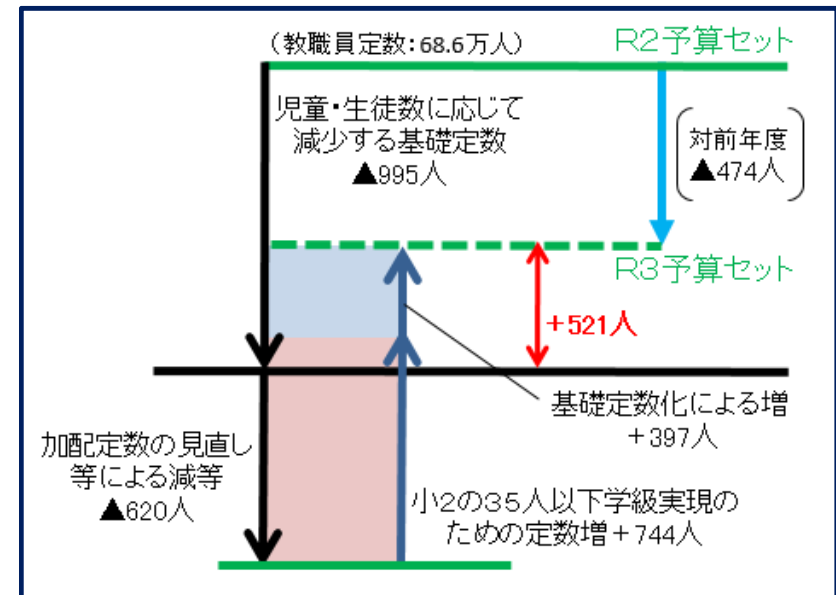 （教職員定数：68.6万人）
R2予算セット
児童・生徒数に応じて
減少する基礎定数
▲995人
対前年度
▲474人
R3予算セット
＋521人
基礎定数化による増
＋397人
加配定数の見直し
等による減等
▲620人
小2の35人以下学級実現の
ための定数増＋744人